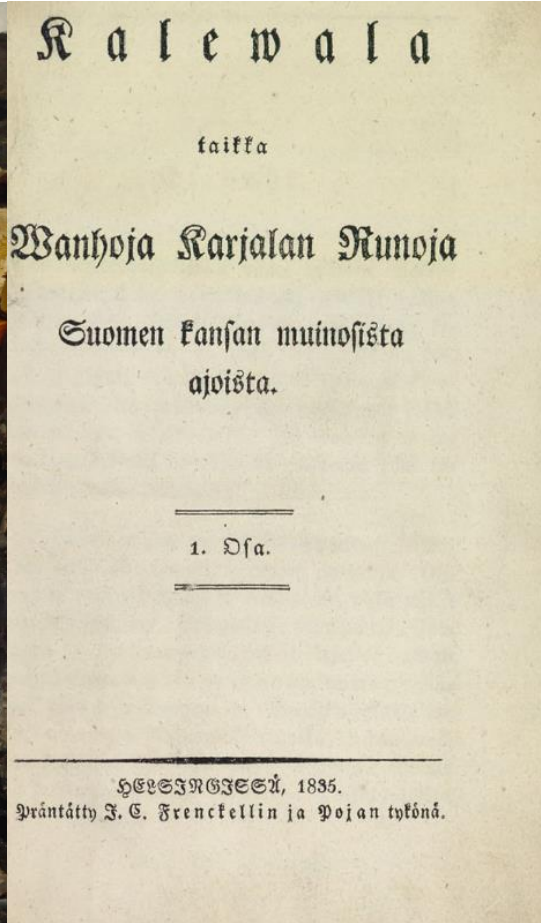 Kalewala
taikka
Wanhoja Karjalan Runoja
Suomen kansan muinosista
ajoista.
1. Osa.
HELSINGISSÄ, 1835.
Präntätty J. C. Frenckellin ja Pojan tykönä.